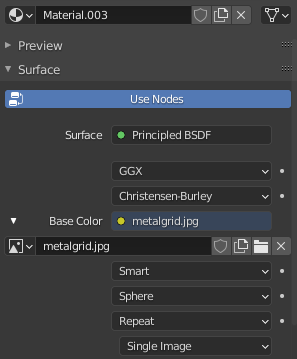 Material.003
Preview
Surface
Use Nodes
Surface Principled BSDF
GGX
Christensen-Burley
Base Color metalgrid.jpg
metalgrid.jpg
Smart
Sphere
Repeat
Single Image